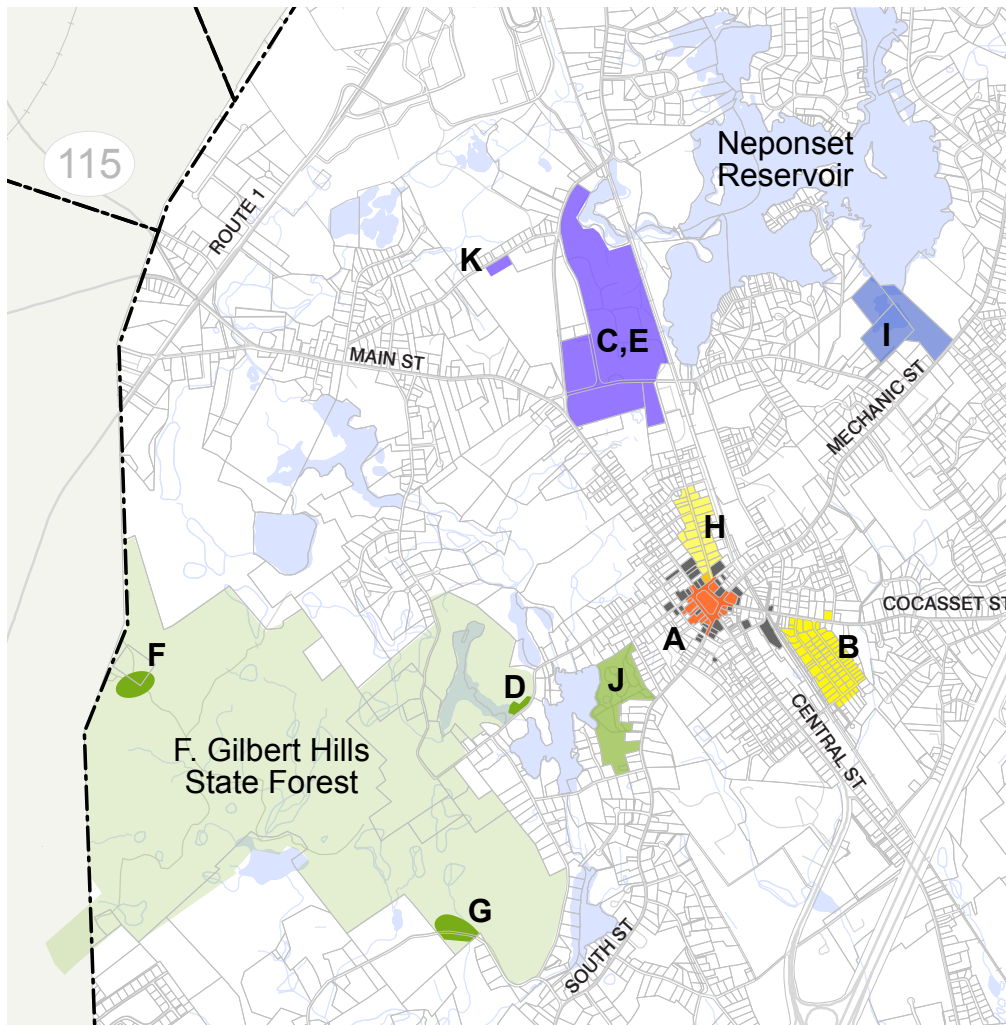 Neponset
Reservoir
115
ROUTE 1
K
C,E
I
MAIN ST
MECHANIC ST
H
COCASSET ST
A
B
F
D
J
CENTRAL ST
F. Gilbert Hills
State Forest
G
SOUTH ST